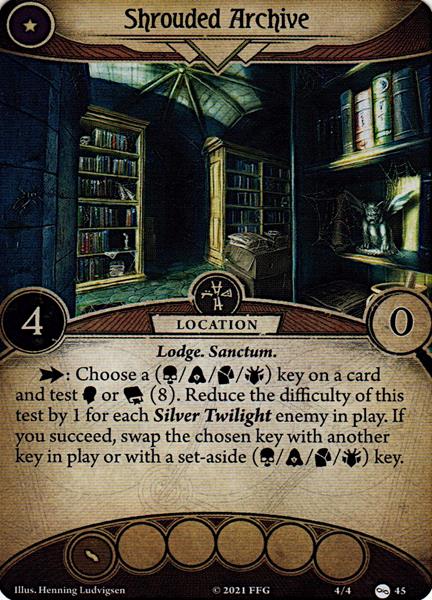 Shrouded Archive
4
LOCATION
0
Lodge. Sanctum.
: Choose a ( / / / ) key on a card
and test or (8). Reduce the difficulty of this
test by 1 for each Silver Twilight enemy in play. If
you succeed, swap the chosen key with another
key in play or with a set-aside ( / / / ) key.
Illus. Henning Ludvigsen © 2021 FFG 4/4 45